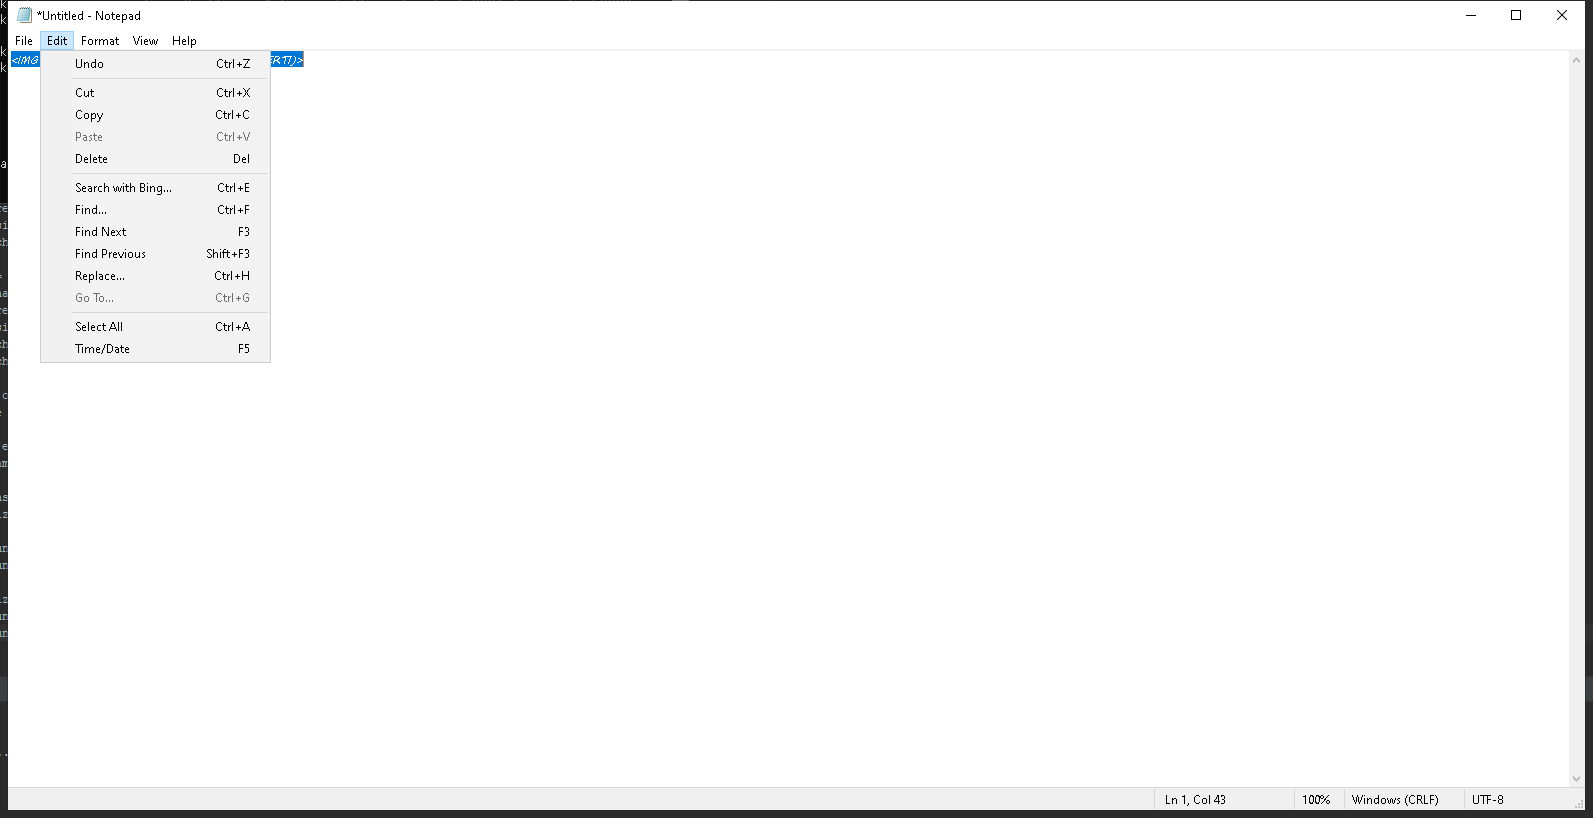 *Untitled - Notepad
File Edit Format View Help
<IMG
Undo Ctrl+Z
Cut Ctrl+X
Copy Ctrl+C
Paste Ctrl+V
Delete Del
Search with Bing... Ctrl+E
Find... Ctrl+F
Find Next F3
Find Previous Shift+F3
Replace... Ctrl+H
Go To... Ctrl+G
Select All Ctrl+A
Time/Date F5
Ln 1, Col 43 100% Windows (CRLF) UTF-8